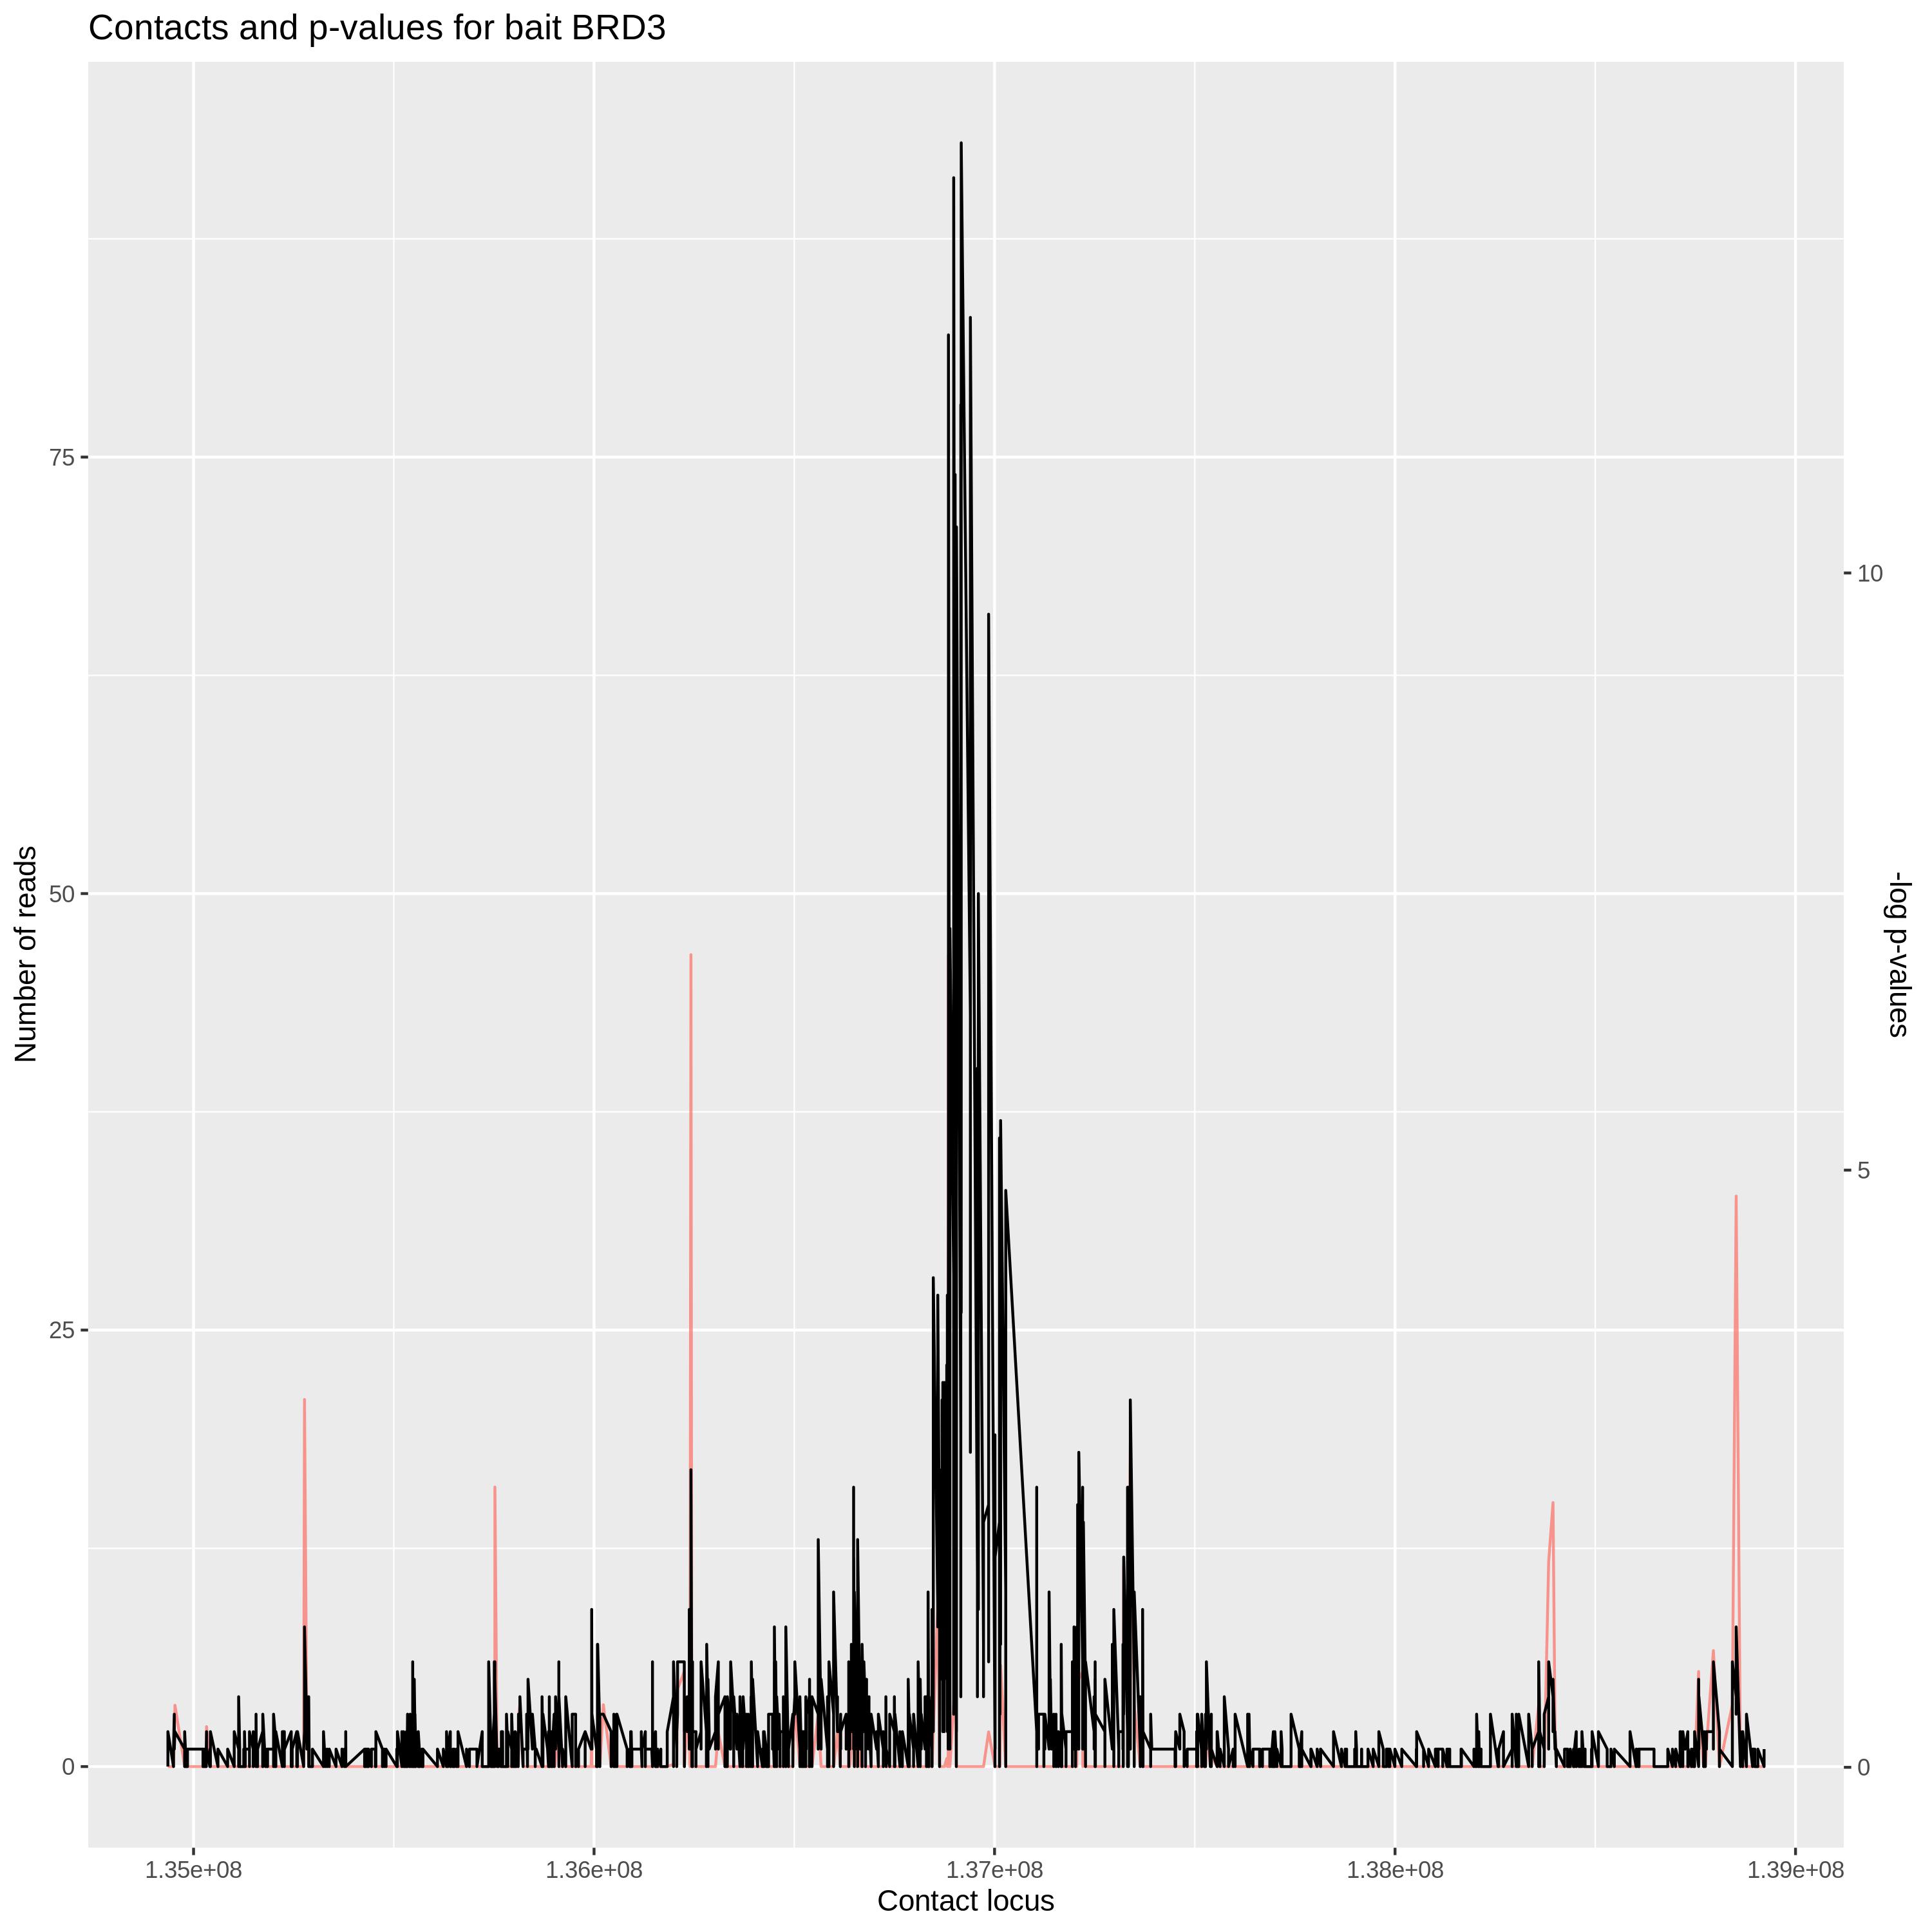 Contacts and p-values for bait BRD3
Number of reads
75
50
25
0
10
5
0
-log p-values
1.35e+08
1.36e+08
1.37e+08
1.38e+08
1.39e+08
Contact locus